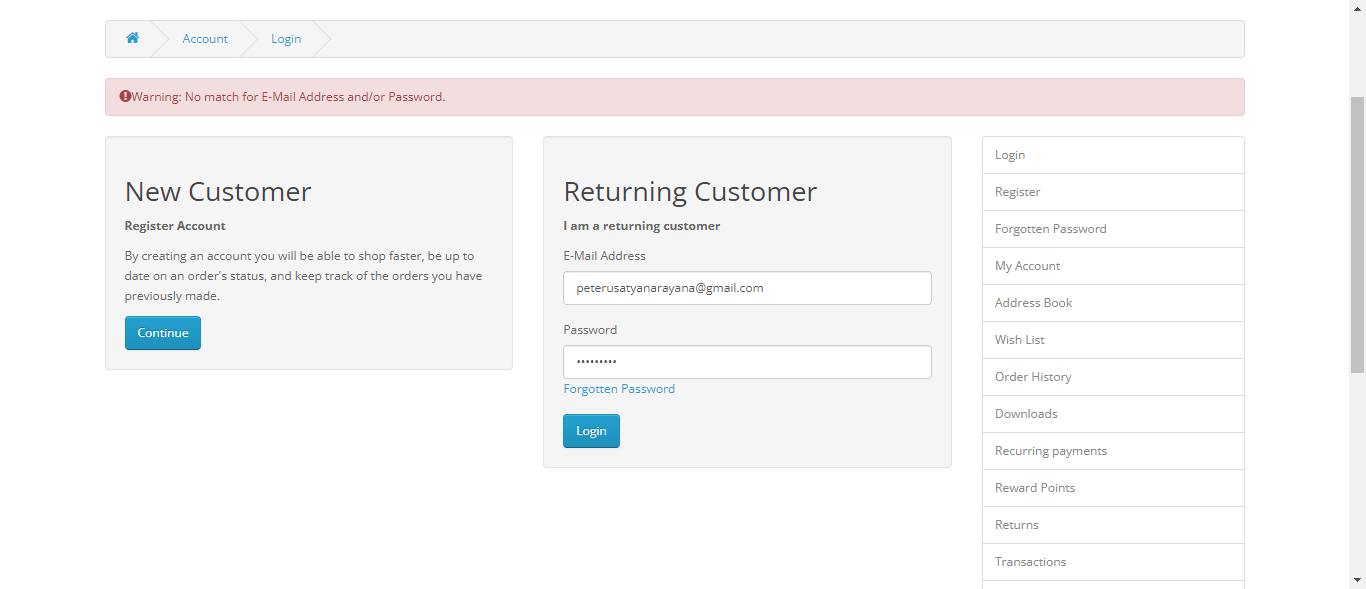 Account
Login
Warning: No match for E-Mail Address and/or Password.
New Customer
Register Account
By creating an account you will be able to shop faster, be up to
date on an order's status, and keep track of the orders you have
previously made.
Continue
Returning Customer
I am a returning customer
E-Mail Address
peterusatyanarayana@gmail.com
Password
•••••••••
Forgotten Password
Login
Login
Register
Forgotten Password
My Account
Address Book
Wish List
Order History
Downloads
Recurring payments
Reward Points
Returns
Transactions